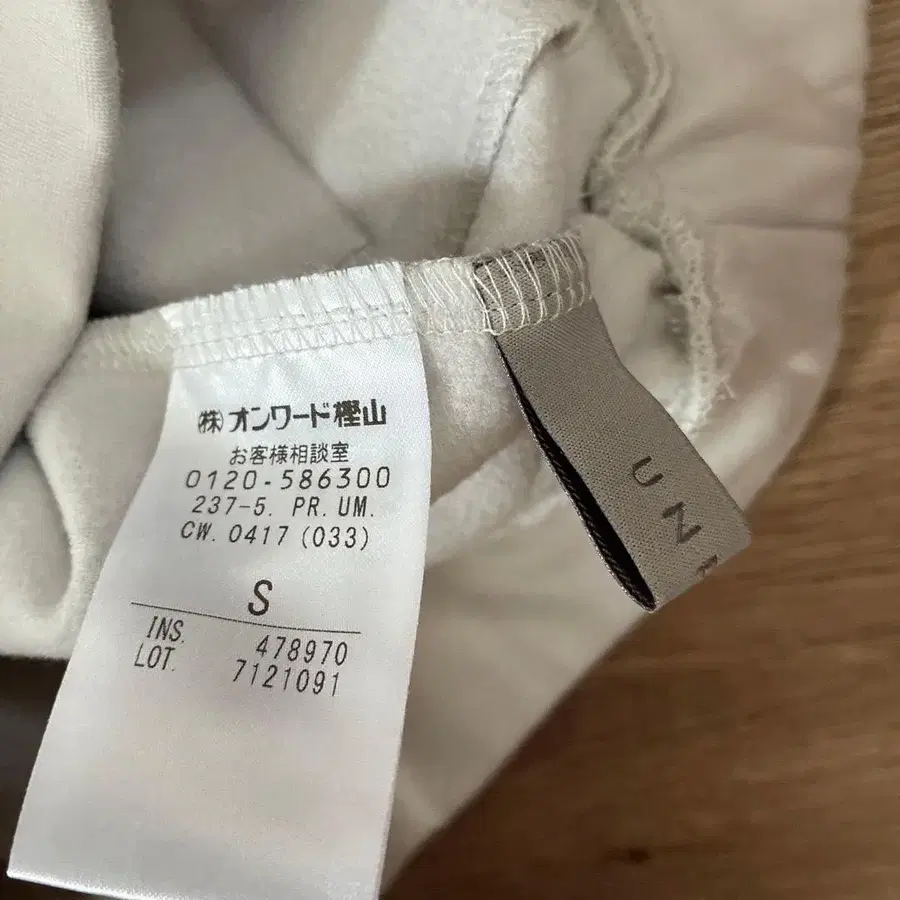 ㈱オンワード樫山
お客様相談室
0120-586300
237-5. PR. UM.
CW. 0417 (033)
S
INS. 478970
LOT. 7121091
UN